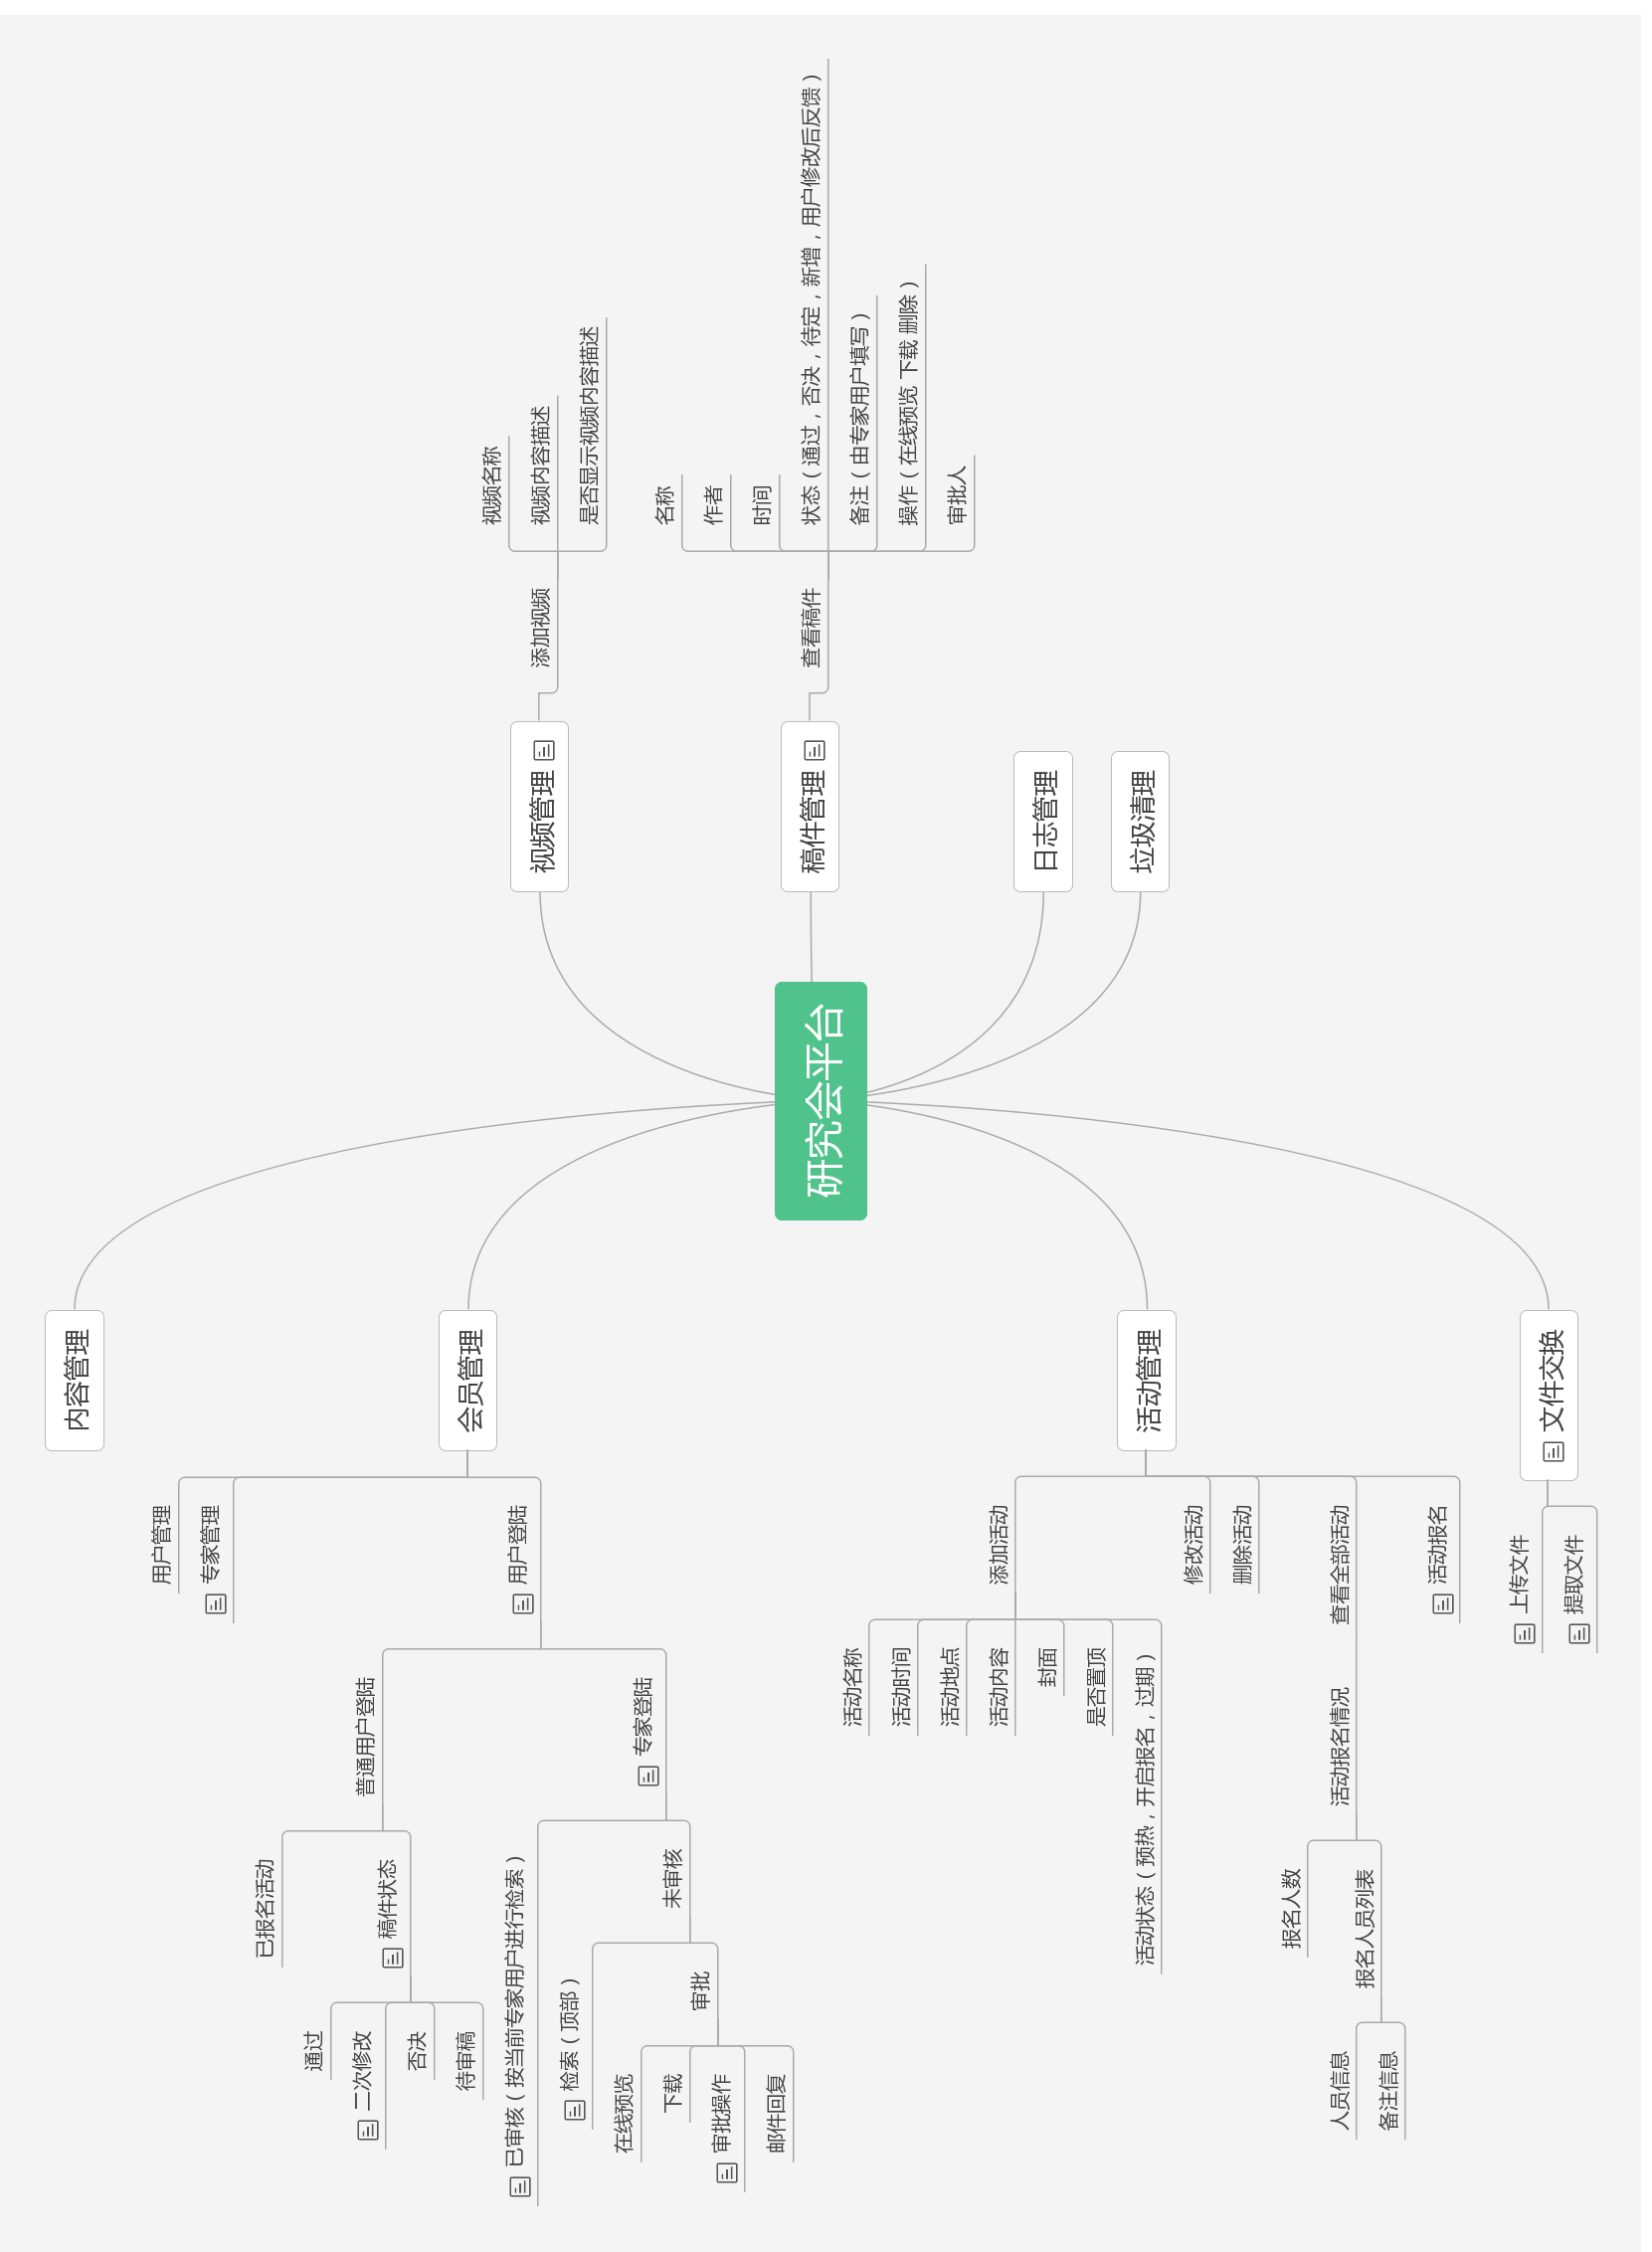 研究会平台
内容管理
会员管理
用户管理
专家管理
用户登陆
普通用户登陆
已报名活动
稿件状态
通过
二次修改
否决
待审稿
专家登陆
已审核（按当前专家用户进行检索）
未审核
检索（顶部）
审批
在线预览
下载
审批操作
邮件回复
活动管理
添加活动
活动名称
活动时间
活动地点
活动内容
封面
是否置顶
活动状态（预热，开启报名，过期）
修改活动
删除活动
查看全部活动
活动报名情况
报名人数
报名人员列表
人员信息
备注信息
活动报名
文件交换
上传文件
提取文件
视频管理
添加视频
视频名称
视频内容描述
是否显示视频内容描述
稿件管理
查看稿件
名称
作者
时间
状态（通过，否决，待定，新增，用户修改后反馈）
备注（由专家用户填写）
操作（在线预览 下载 删除）
审批人
日志管理
垃圾清理